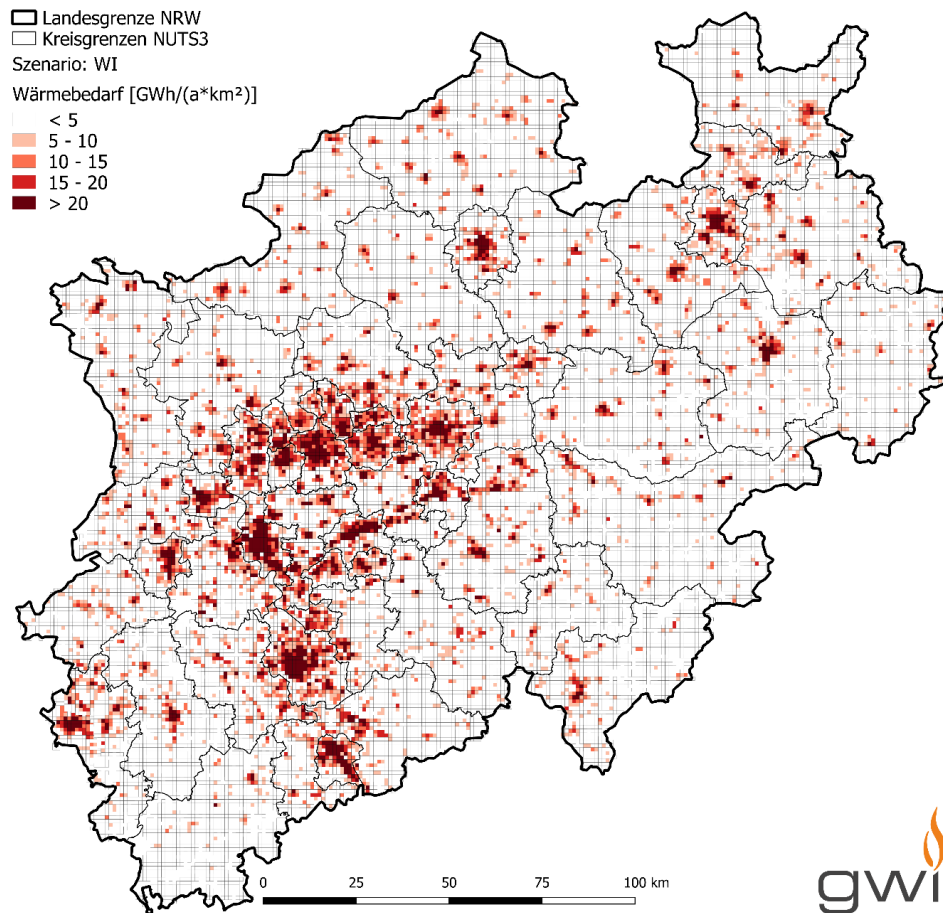 Landesgrenze NRW
Kreisgrenzen NUTS3
Szenario: WI
Wärmebedarf [GWh/(a*km²)]
< 5
5 - 10
10 - 15
15 - 20
> 20
0 25 50 75 100 km
gwi